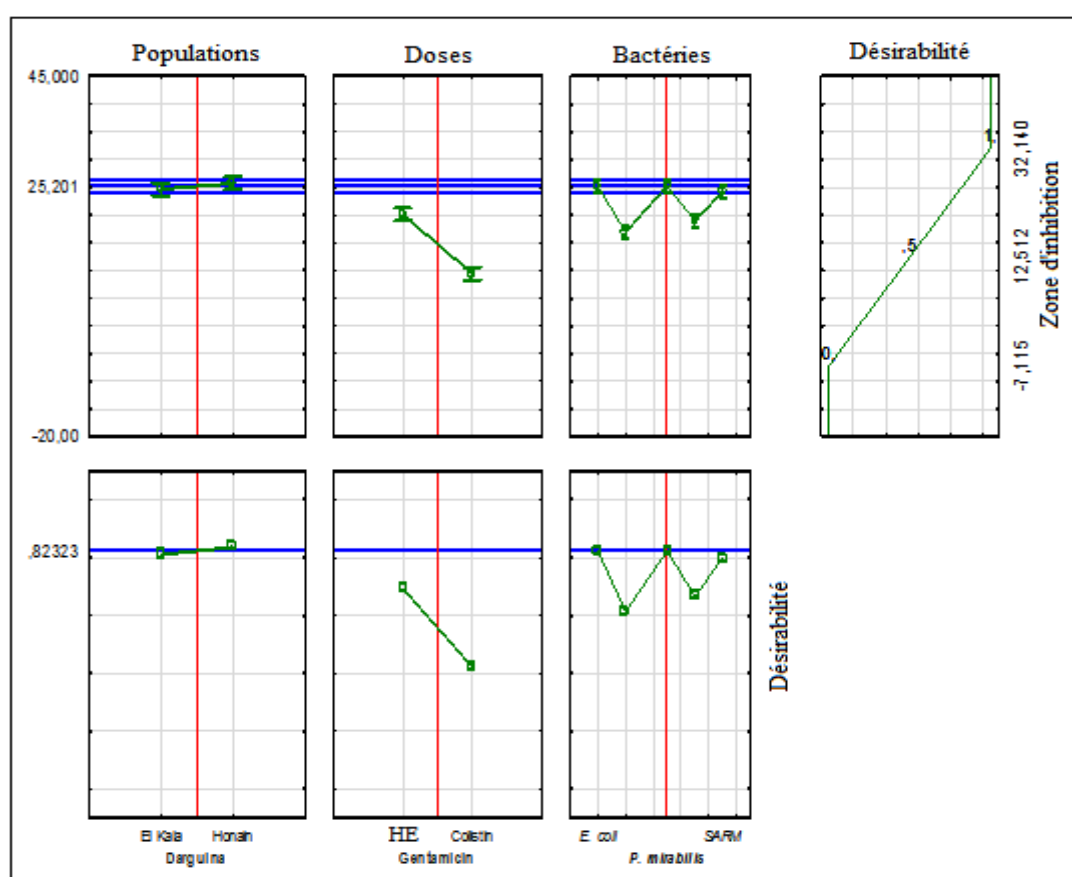 Populations Doses Bactéries Désirabilité
45,000
25,201
-20,00
1,
,5
0,
32,140
12,512
-7,115
Zone d'inhibition
,82323
Désirabilité
El Kala Honain HE Colistin E. coli SARM
Darguina Gentamicin P. mirabilis